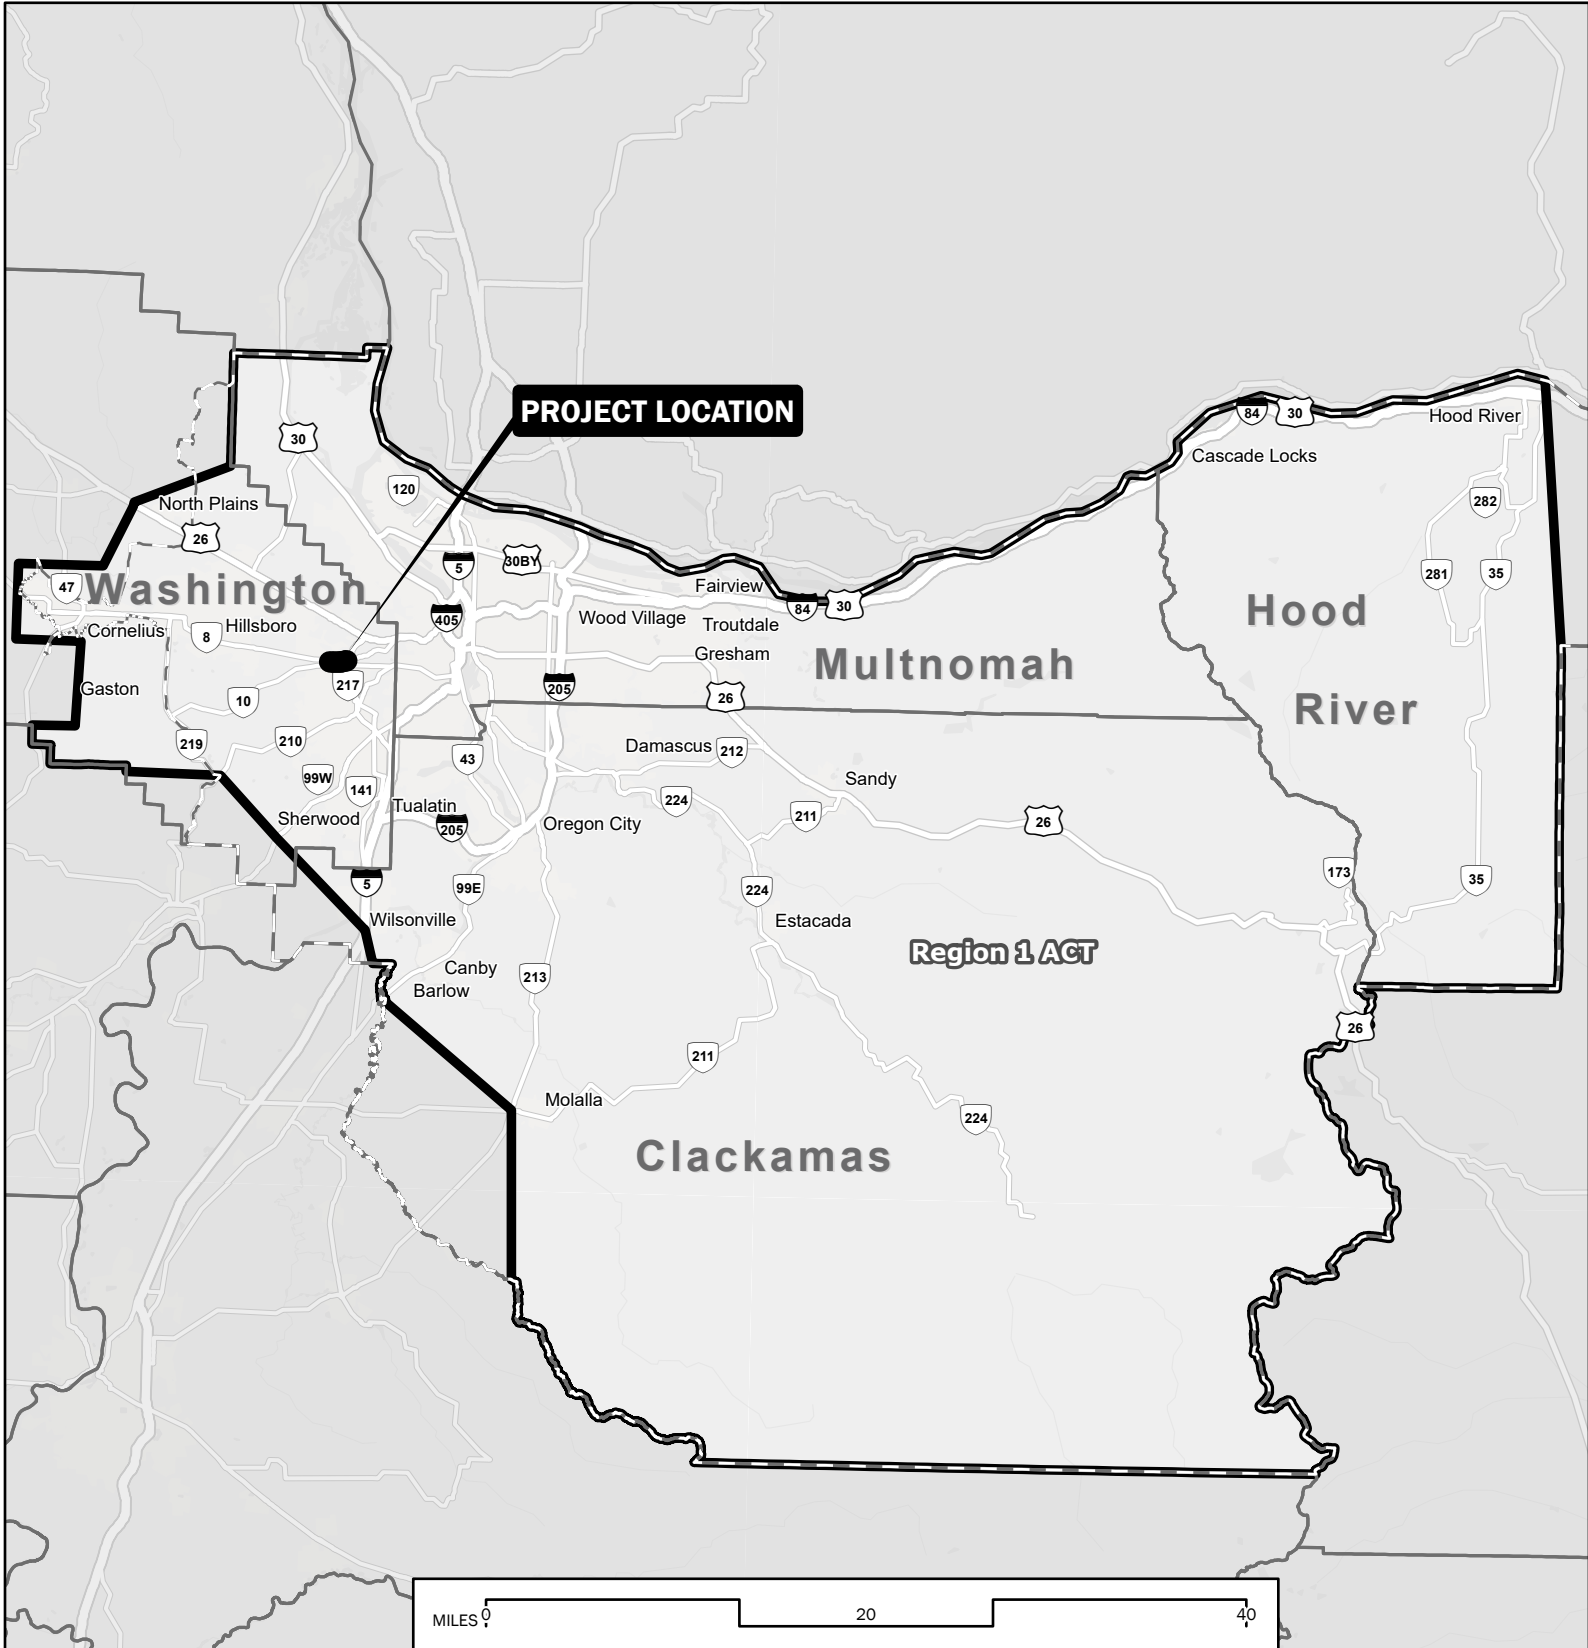 PROJECT LOCATION
84
30
Hood River
30
Cascade Locks
120
282
North Plains
26
5
30BY
281
35
47
Washington
Fairview
84
30
Hood
405
Wood Village
Troutdale
Cornelius
8
Hillsboro
Gresham
Multnomah
217
205
Gaston
26
River
10
219
210
43
Damascus
212
99W
141
Sandy
224
Tualatin
211
26
Sherwood
205
Oregon City
173
35
5
99E
224
Wilsonville
Estacada
Region 1 ACT
Canby
213
Barlow
26
211
Molalla
224
Clackamas
MILES 0
20
40